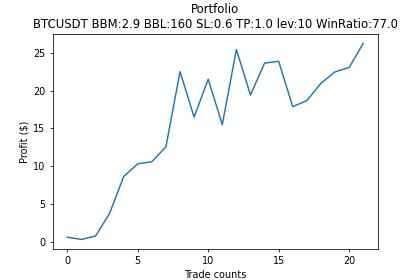 Portfolio
BTCUSDT BBM:2.9 BBL:160 SL:0.6 TP:1.0 lev:10 WinRatio:77.0
25
20
15
10
5
0
Profit ($)
0 5 10 15 20
Trade counts